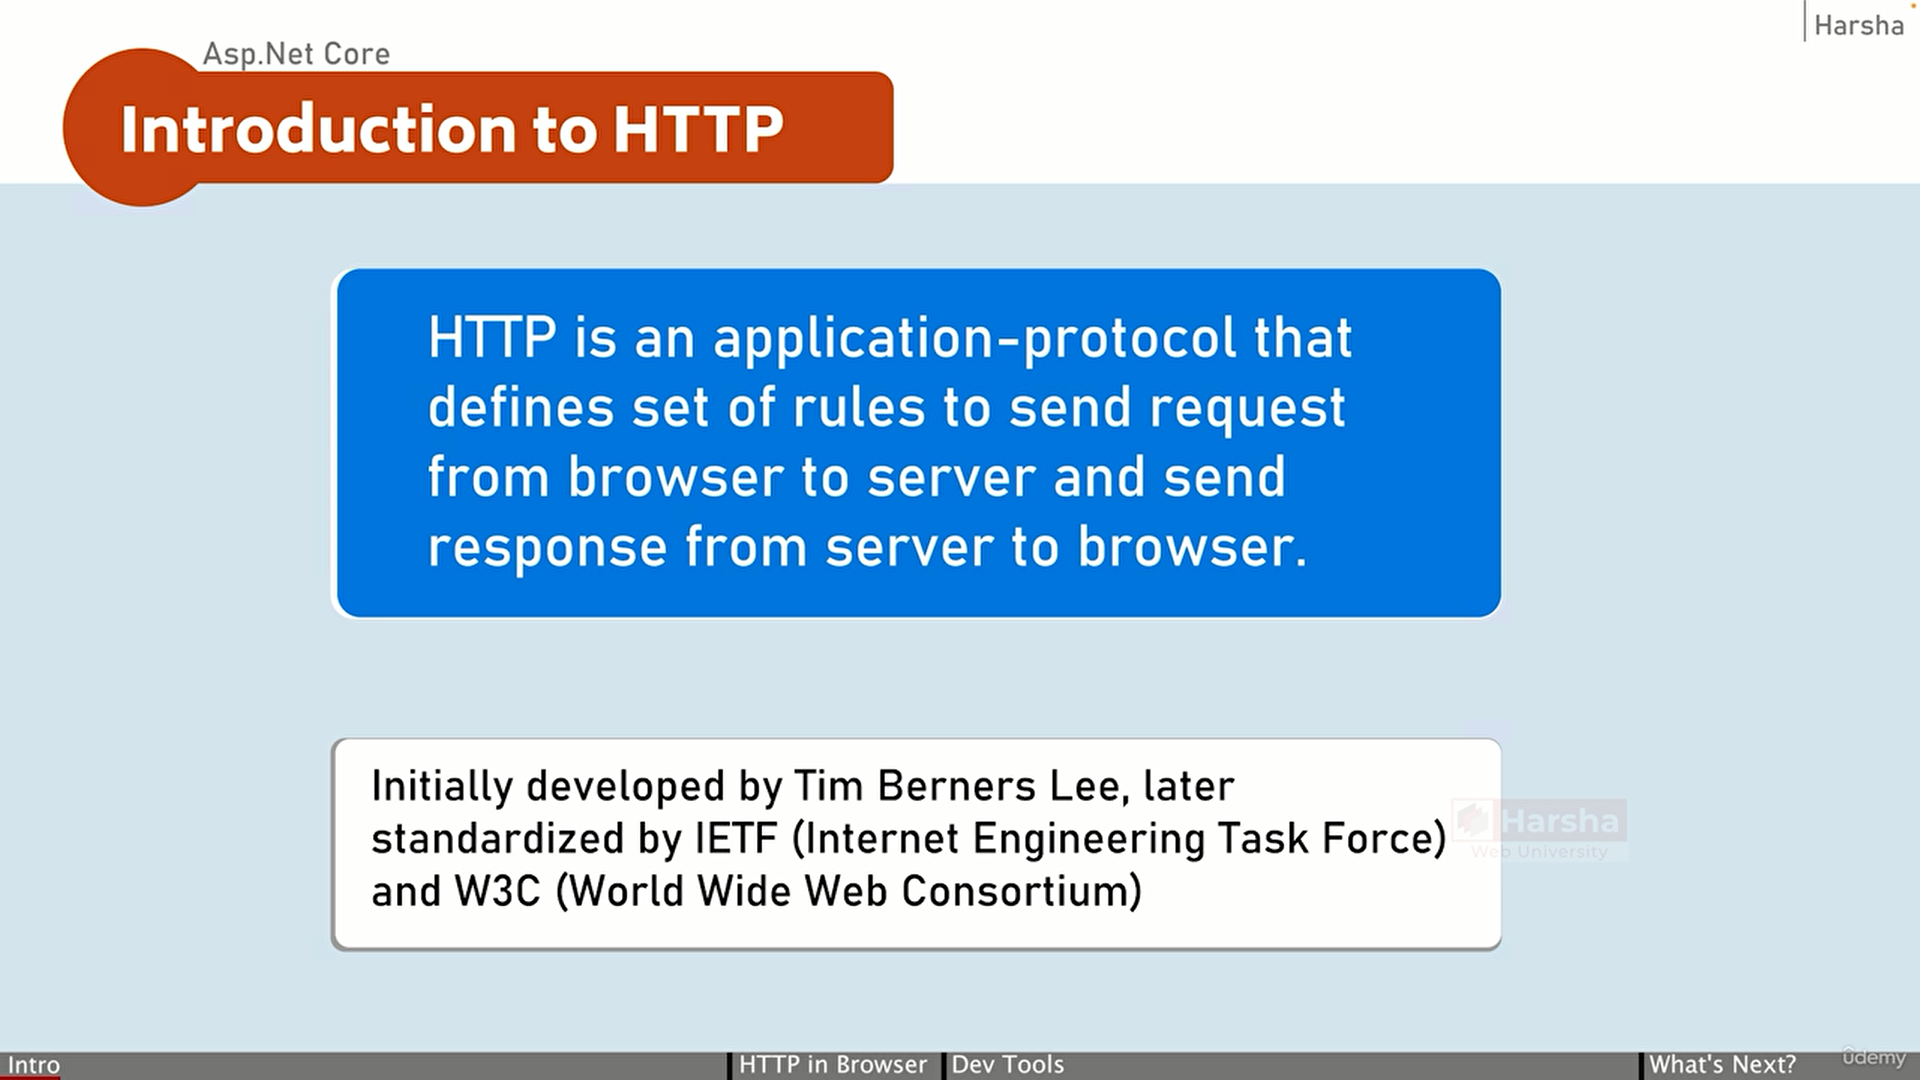 Harsha
Asp.Net Core
Introduction to HTTP
HTTP is an application-protocol that
defines set of rules to send request
from browser to server and send
response from server to browser.
Initially developed by Tim Berners Lee, later
standardized by IETF (Internet Engineering Task Force)
and W3C (World Wide Web Consortium)
Harsha
Web University
Intro
HTTP in Browser
Dev Tools
What's Next?
ûdemy